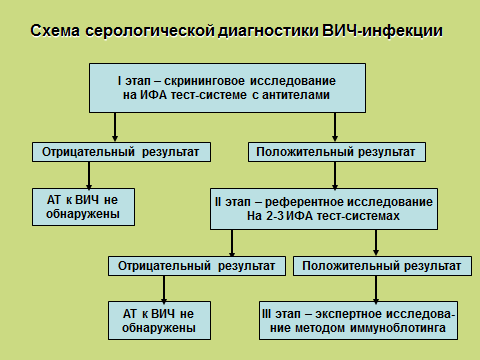 Схема серологической диагностики ВИЧ-инфекции
I этап – скрининговое исследование
на ИФА тест-системе с антителами
Отрицательный результат
Положительный результат
АТ к ВИЧ не
обнаружены
II этап – референтное исследование
На 2-3 ИФА тест-системах
Отрицательный результат
Положительный результат
АТ к ВИЧ не
обнаружены
III этап – экспертное исследова-
ние методом иммуноблотинга